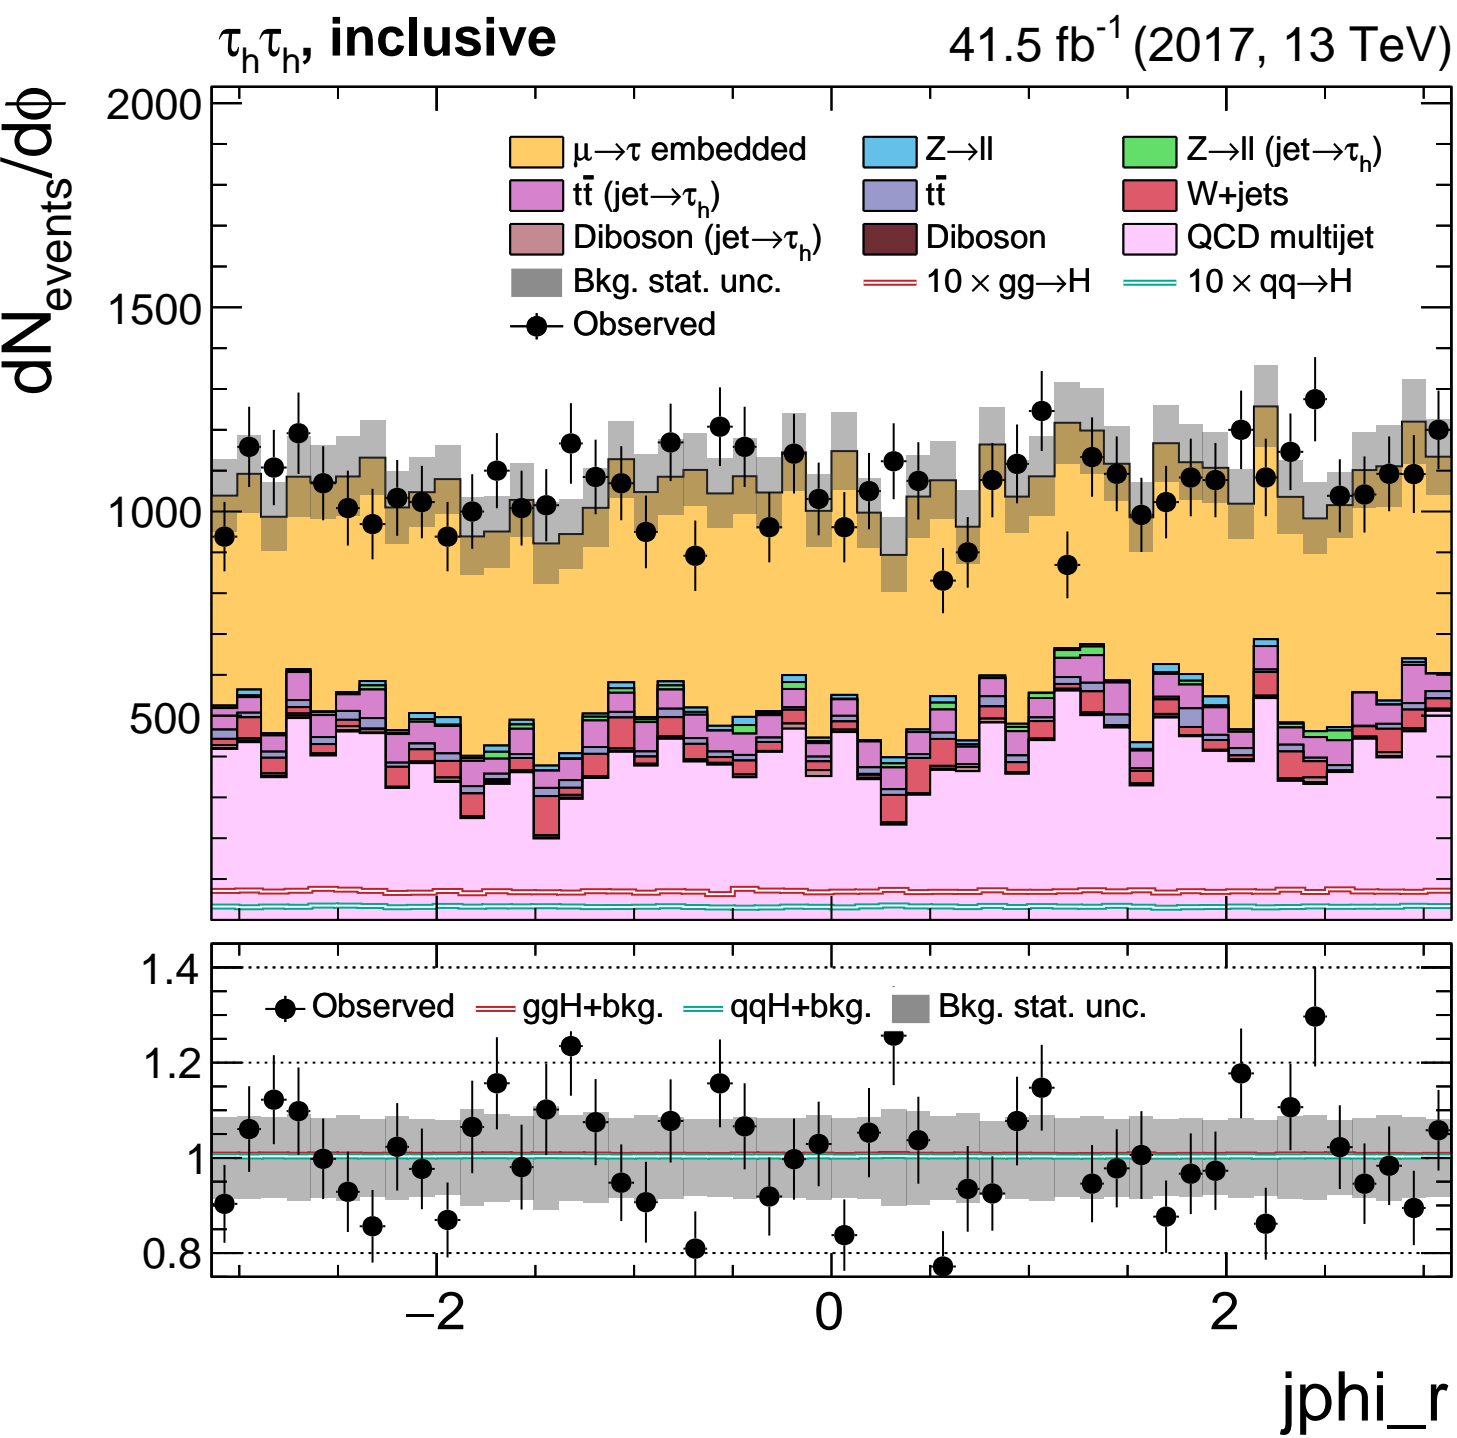 τhτh, inclusive 41.5 fb-1 (2017, 13 TeV)
dNevents/dϕ
2000
μ→τ embedded Z→ll Z→ll (jet→τh)
tt̄ (jet→τh) tt̄ W+jets
Diboson (jet→τh) Diboson QCD multijet
Bkg. stat. unc. 10 × gg→H 10 × qq→H
Observed
1500
1000
500
1.4
Observed ggH+bkg. qqH+bkg. Bkg. stat. unc.
1.2
1
0.8
−2 0 2
jphi_r